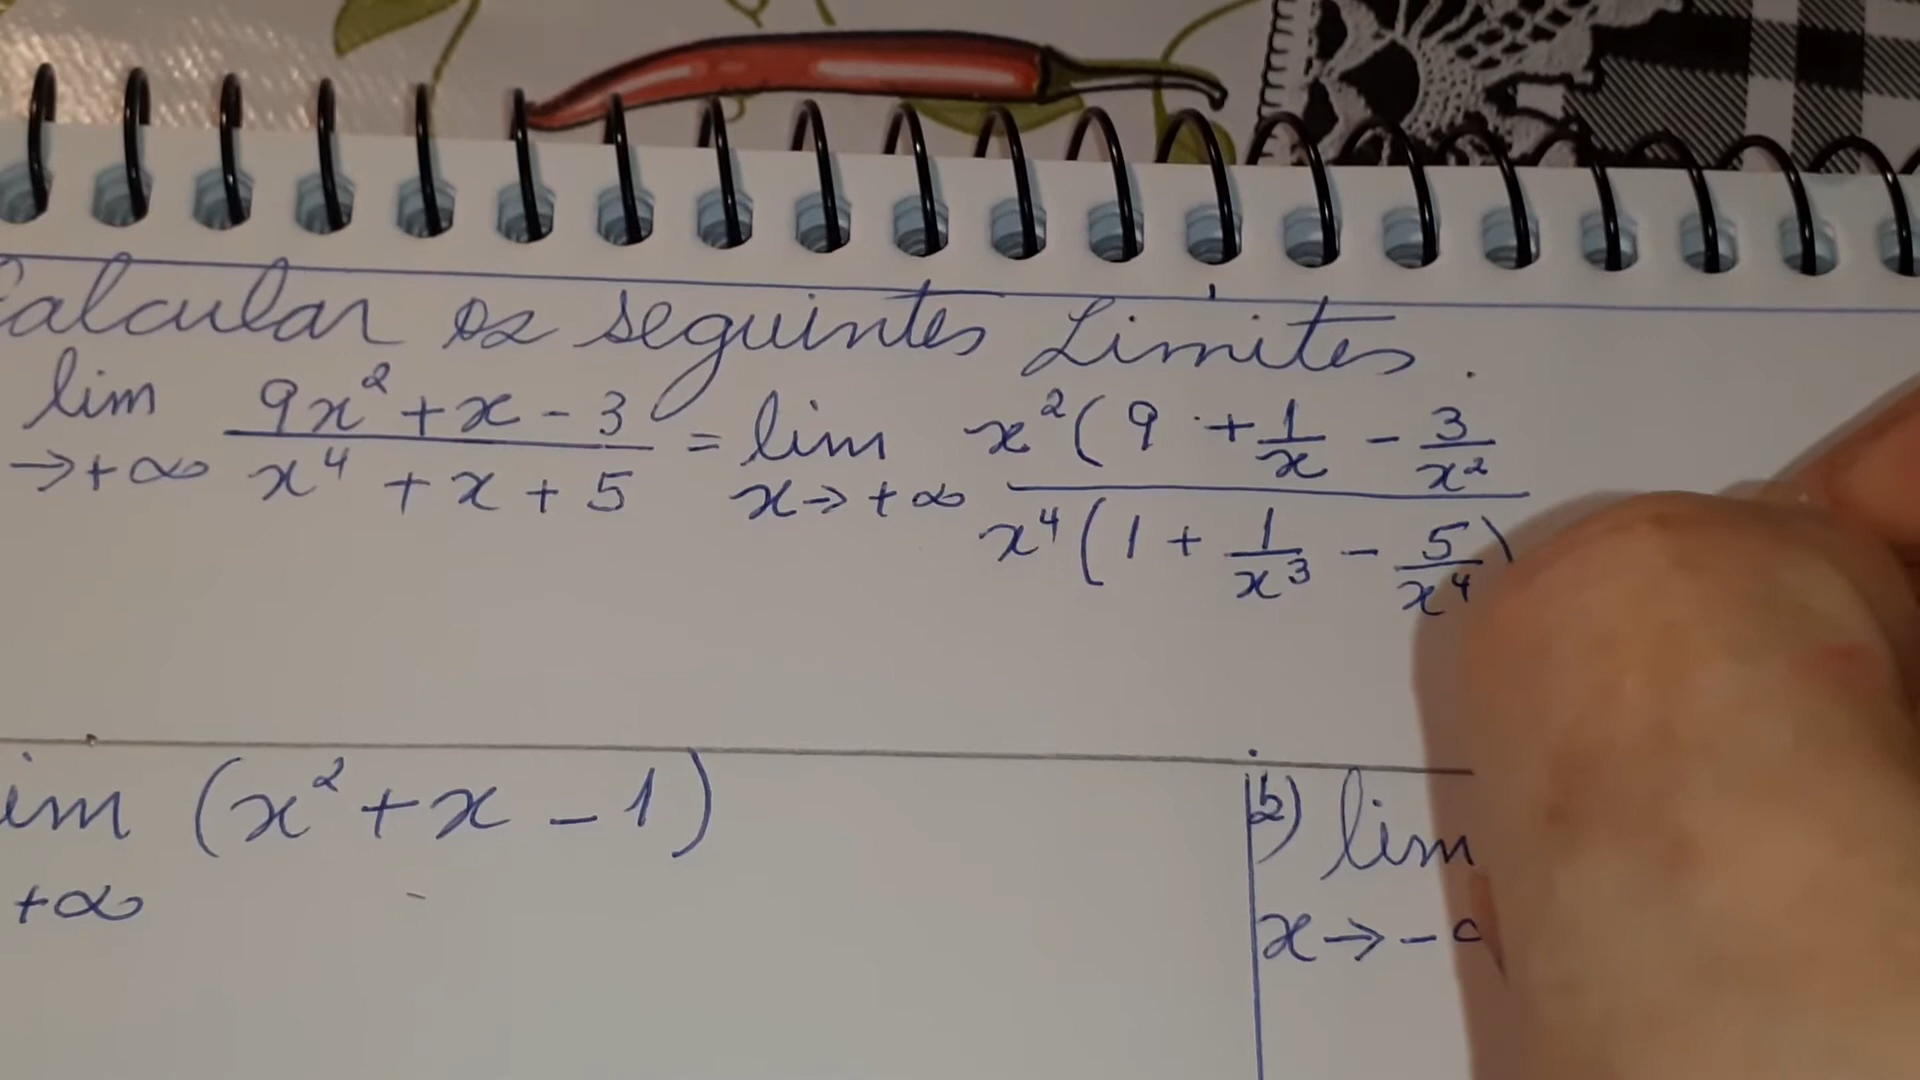 Calcular os seguintes Limites.
lim →+∞ (9x² + x - 3)/(x⁴ + x + 5) = lim x→+∞ x²(9 + 1/x - 3/x² / x⁴(1 + 1/x³ - 5/x⁴)
im +∞ (x² + x - 1)
b) lim x→-